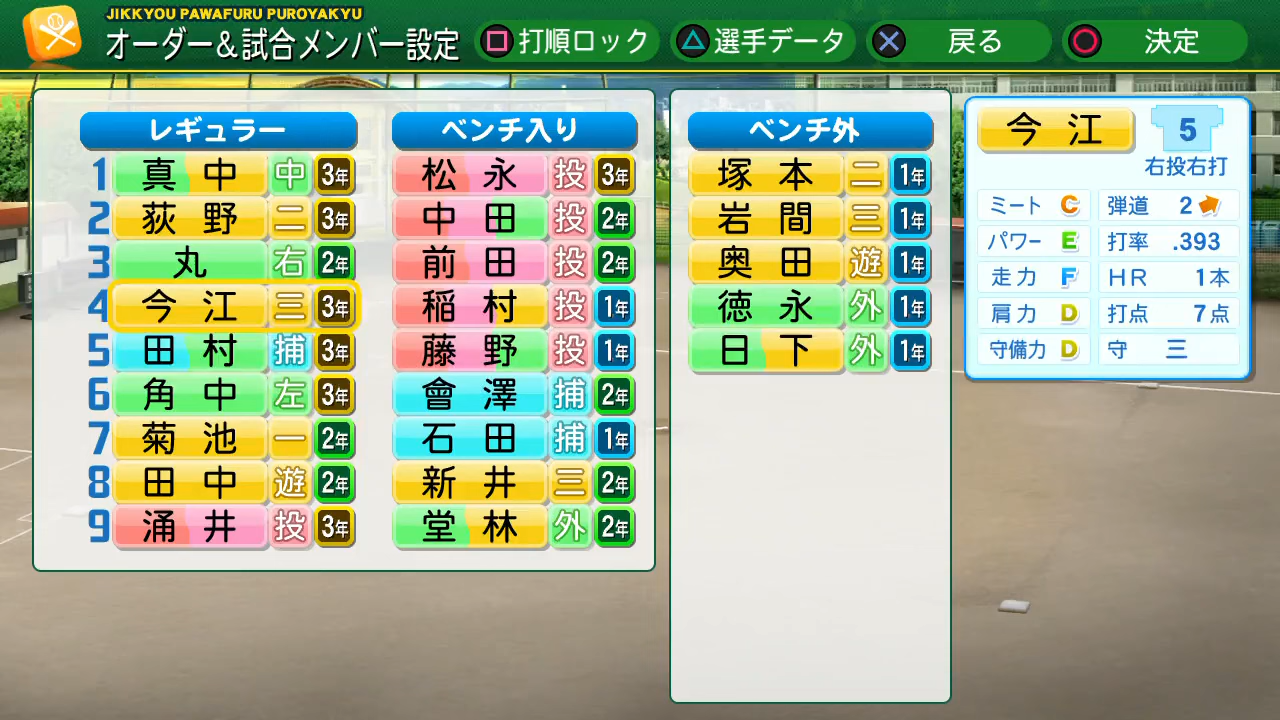 JIKKYOU PAWAFURU PUROYAKYU
オーダー&試合メンバー設定
打順ロック
選手データ
戻る
決定
レギュラー
1 真中 中 3年
2 荻野 二 3年
3 丸 右 2年
4 今江 三 3年
5 田村 捕 3年
6 角中 左 3年
7 菊池 一 2年
8 田中 遊 2年
9 涌井 投 3年
ベンチ入り
松永 投 3年
中田 投 2年
前田 投 2年
稲村 投 1年
藤野 投 1年
會澤 捕 2年
石田 捕 1年
新井 三 2年
堂林 外 2年
ベンチ外
塚本 二 1年
岩間 三 1年
奥田 遊 1年
徳永 外 1年
日下 外 1年
今江 5
右投右打
ミート C 弾道 2
パワー E 打率 .393
走力 F HR 1本
肩力 D 打点 7点
守備力 D 守 三